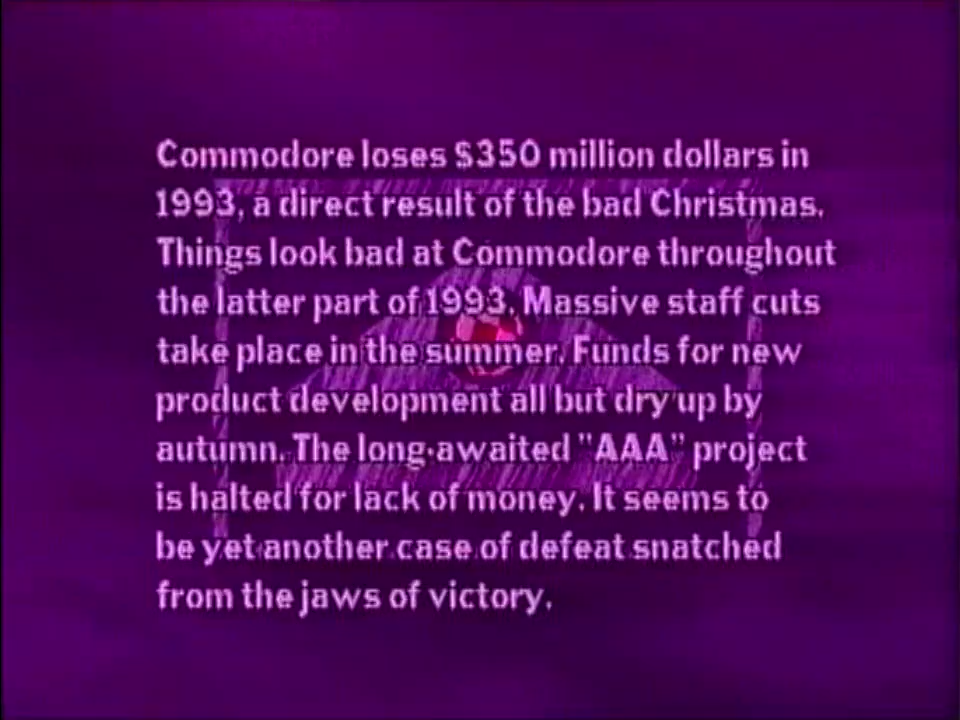 Commodore loses $350 million dollars in
1993, a direct result of the bad Christmas.
Things look bad at Commodore throughout
the latter part of 1993. Massive staff cuts
take place in the summer. Funds for new
product development all but dry up by
autumn. The long-awaited "AAA" project
is halted for lack of money. It seems to
be yet another case of defeat snatched
from the jaws of victory.